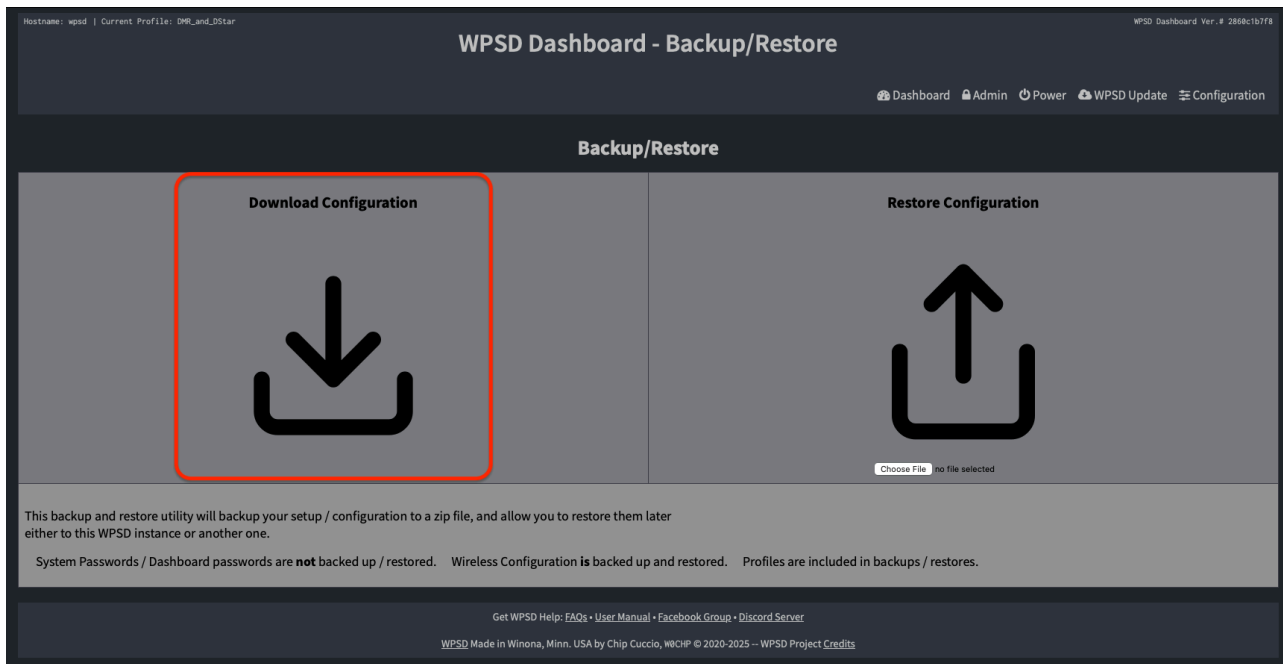 Hostname: wpsd | Current Profile: DMR_and_DStar
WPSD Dashboard Ver.# 2860c1b7f8
WPSD Dashboard - Backup/Restore
Dashboard Admin Power WPSD Update Configuration
Backup/Restore
Download Configuration
Restore Configuration
Choose File no file selected
This backup and restore utility will backup your setup / configuration to a zip file, and allow you to restore them later
either to this WPSD instance or another one.
System Passwords / Dashboard passwords are not backed up / restored. Wireless Configuration is backed up and restored. Profiles are included in backups / restores.
Get WPSD Help: FAQs • User Manual • Facebook Group • Discord Server
WPSD Made in Winona, Minn. USA by Chip Cuccio, W0CHP © 2020-2025 -- WPSD Project Credits